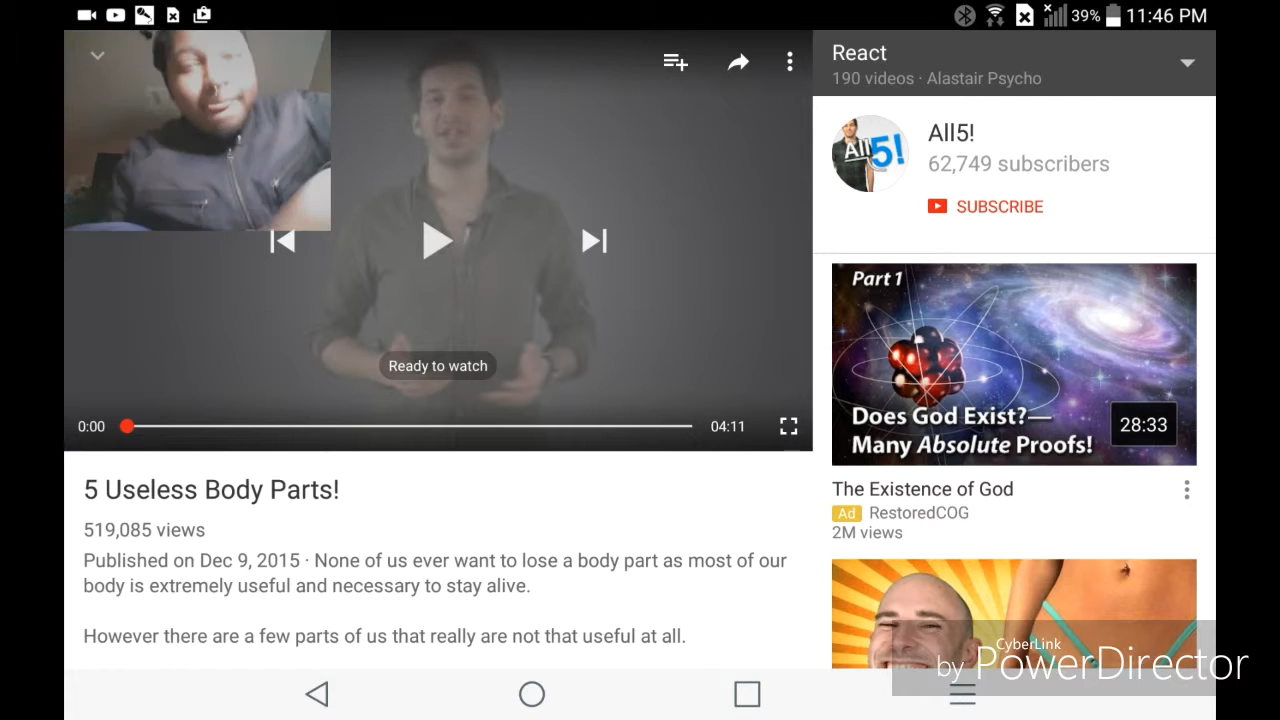 39% 11:46 PM
React
190 videos · Alastair Psycho
All5!
All5!
62,749 subscribers
SUBSCRIBE
Ready to watch
0:00
04:11
Part 1
Does God Exist?—
Many Absolute Proofs!
28:33
The Existence of God
Ad RestoredCOG
2M views
5 Useless Body Parts!
519,085 views
Published on Dec 9, 2015 · None of us ever want to lose a body part as most of our
body is extremely useful and necessary to stay alive.
However there are a few parts of us that really are not that useful at all.
CyberLink
by PowerDirector